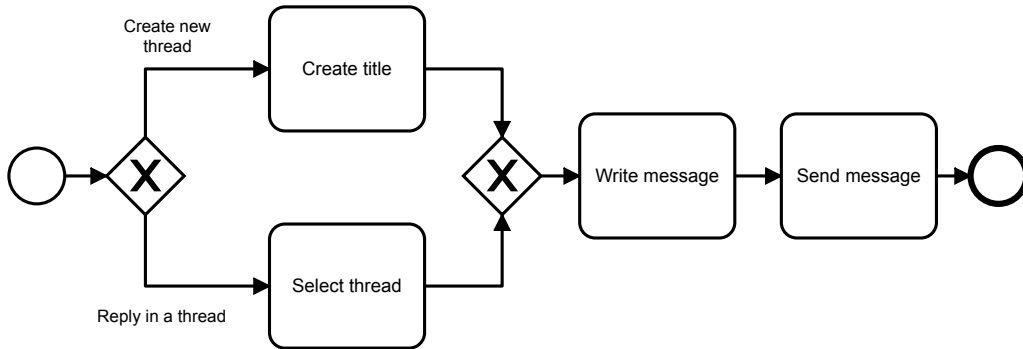 Create new
thread
Create title
Write message
Send message
Select thread
Reply in a thread